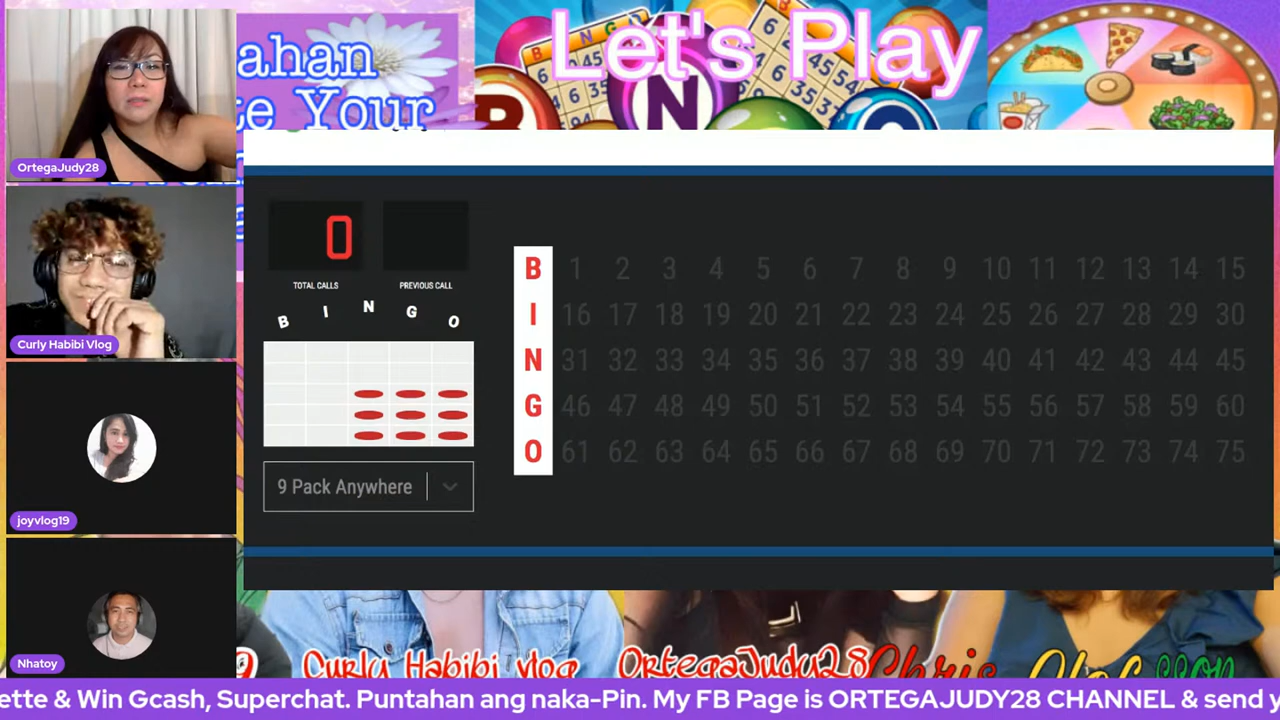 ahan
te Your
Let's Play
B I N G O
6 45
N
OrtegaJudy28
Curly Habibi Vlog
joyvlog19
Nhatoy
0
TOTAL CALLS
PREVIOUS CALL
B I N G O
9 Pack Anywhere
B 1 2 3 4 5 6 7 8 9 10 11 12 13 14 15
I 16 17 18 19 20 21 22 23 24 25 26 27 28 29 30
N 31 32 33 34 35 36 37 38 39 40 41 42 43 44 45
G 46 47 48 49 50 51 52 53 54 55 56 57 58 59 60
O 61 62 63 64 65 66 67 68 69 70 71 72 73 74 75
9 Curly Habibi vlog OrtegaJudy28 Chris
ette & Win Gcash, Superchat. Puntahan ang naka-Pin. My FB Page is ORTEGAJUDY28 CHANNEL & send y